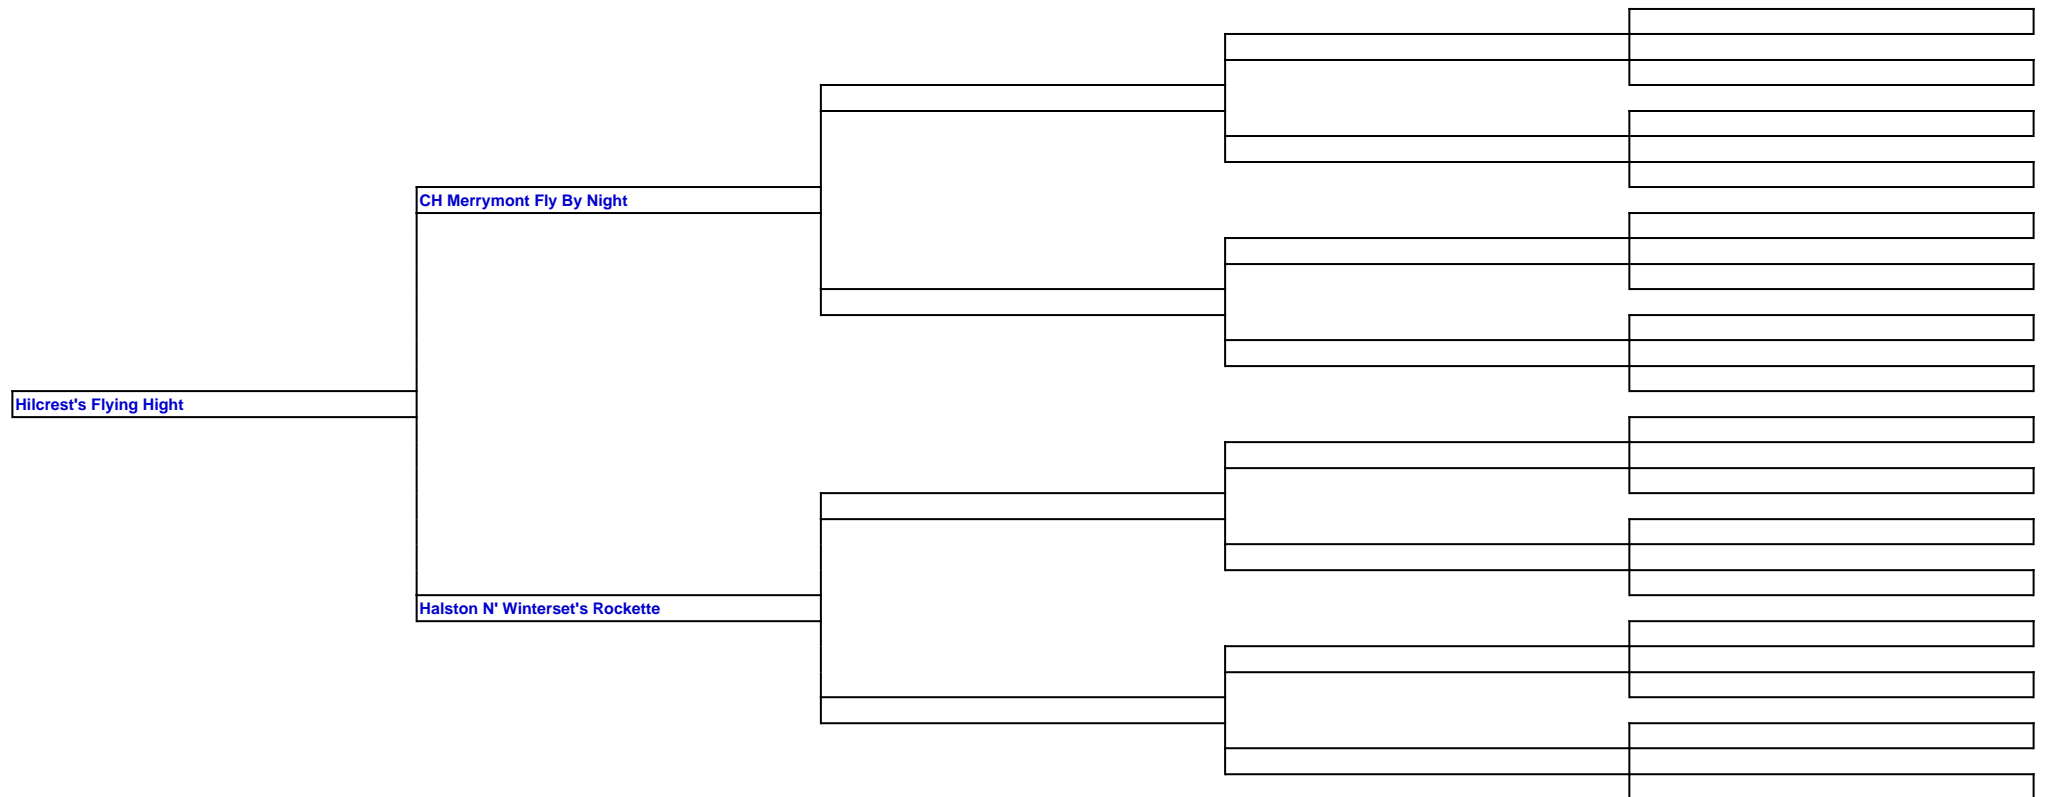 CH Merrymont Fly By Night
Hilcrest's Flying Hight
Halston N' Winterset's Rockette